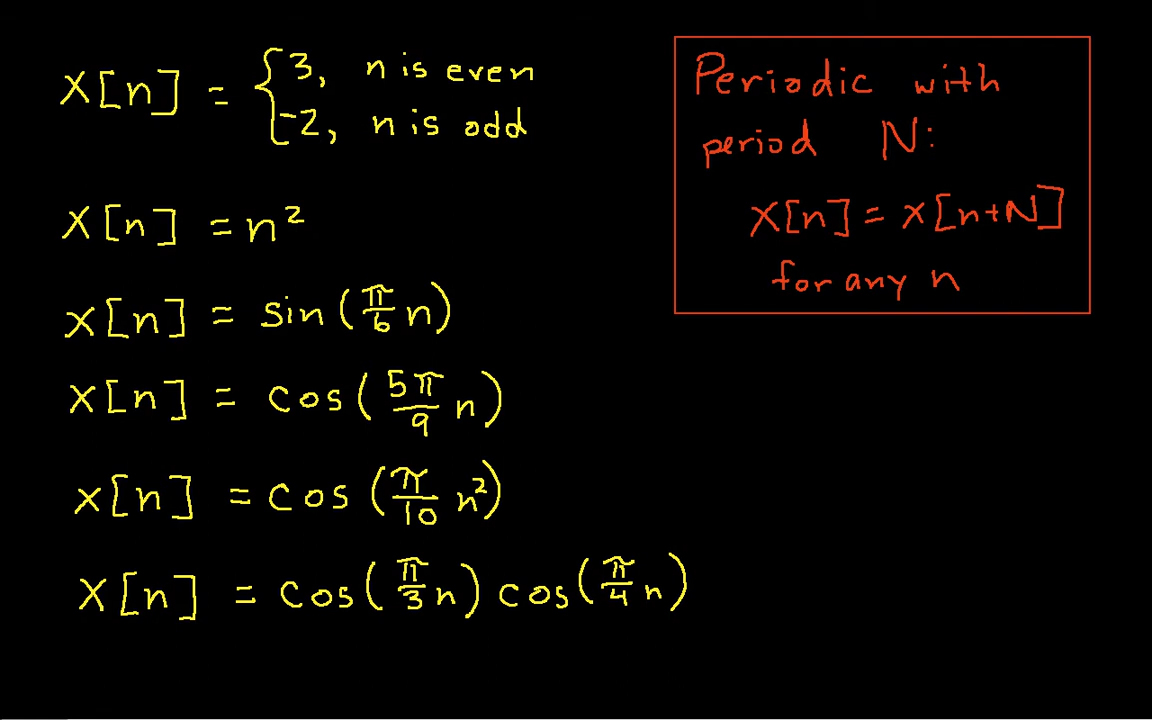 x[n] = { 3, n is even
-2, n is odd
x[n] = n²
x[n] = sin(π/6 n)
x[n] = cos(5π/9 n)
x[n] = cos(π/10 n²)
x[n] = cos(π/3 n) cos(π/4 n)
Periodic with
period N:
x[n] = x[n+N]
for any n